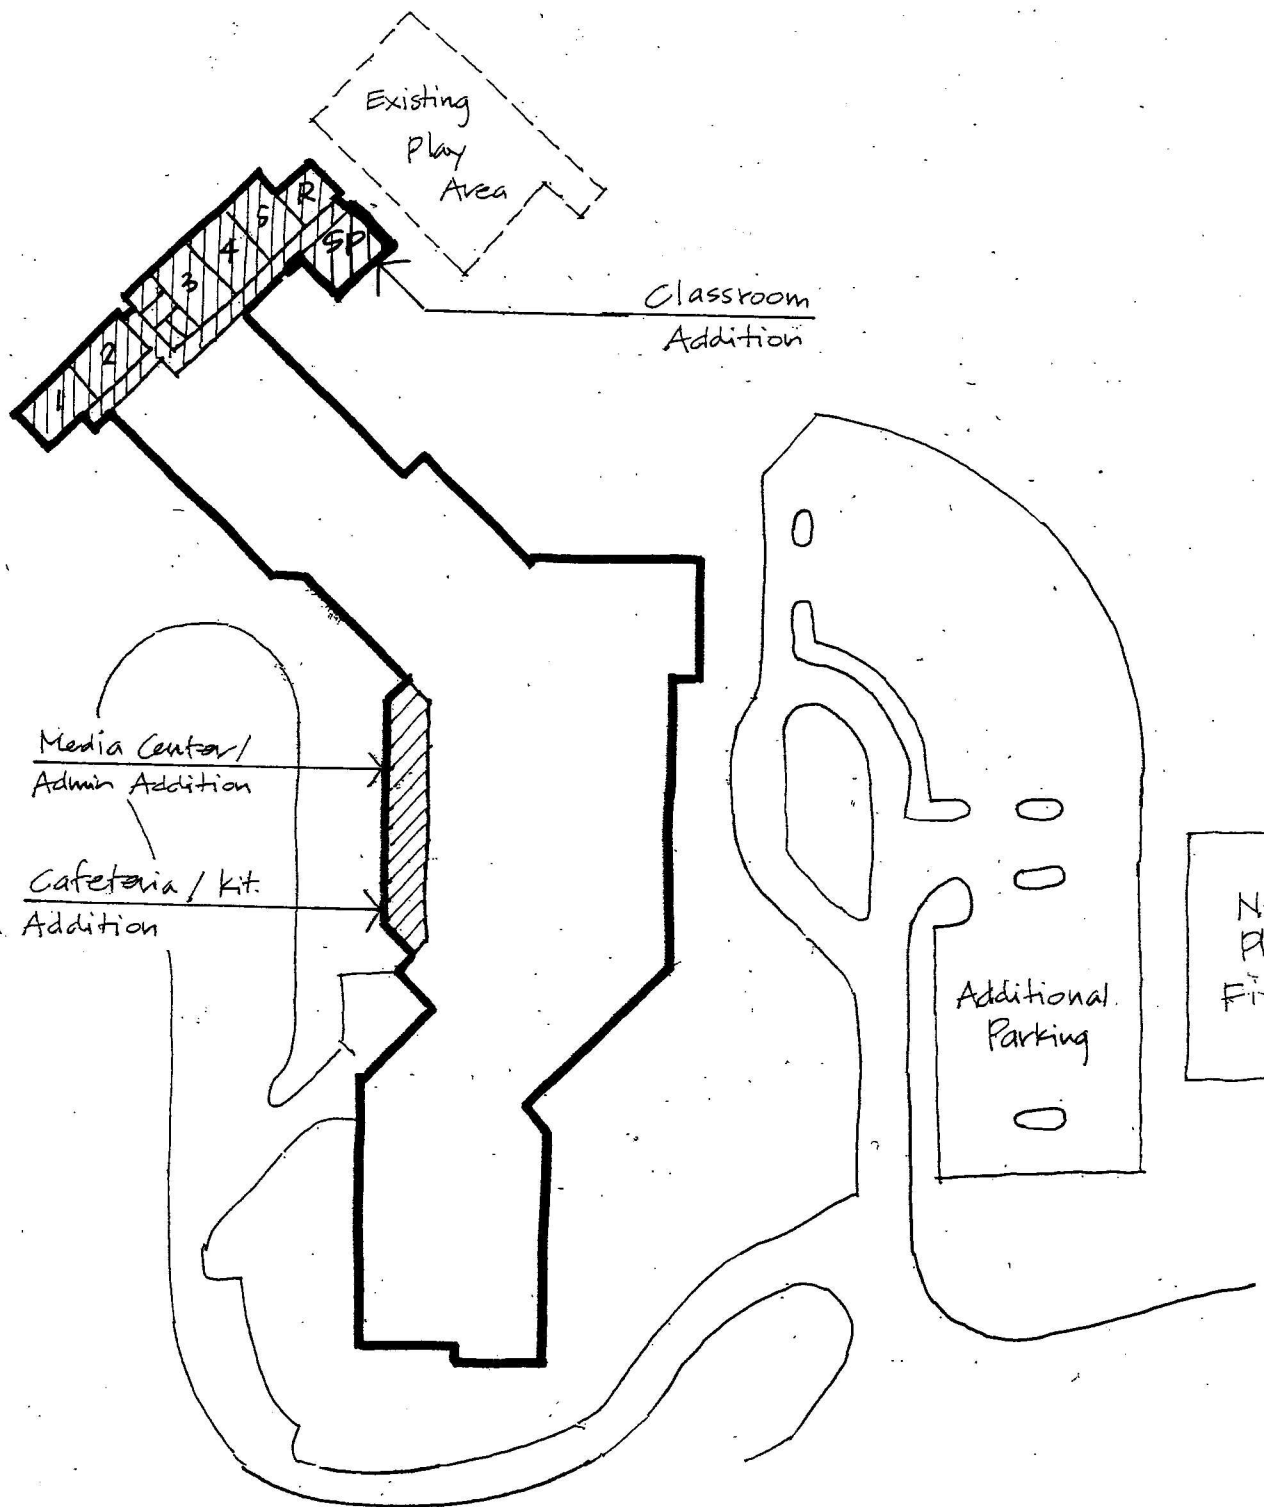 Existing
Play
Area
R
5
SP
4
3
2
1
Classroom
Addition
Media Center/
Admin Addition
Cafeteria / Kit.
Addition
Additional
Parking